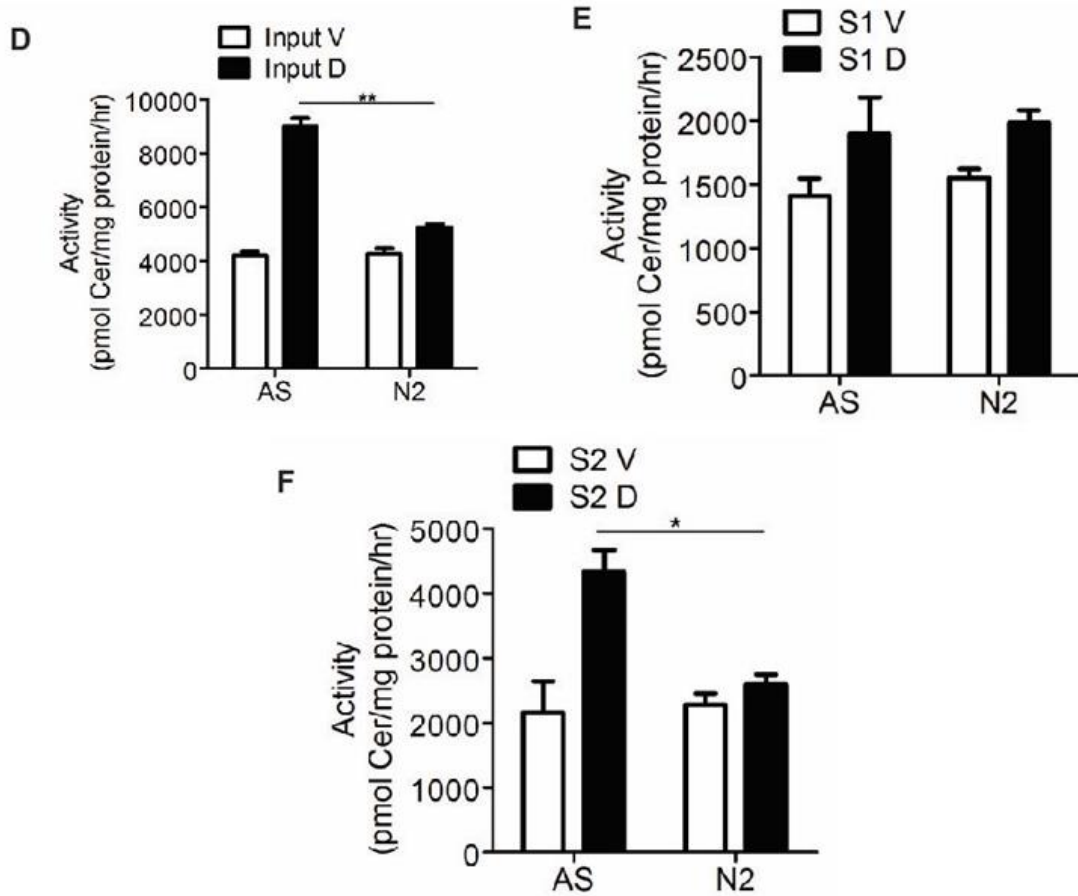 D
Input V
Input D
Activity
(pmol Cer/mg protein/hr)
10000
8000
6000
4000
2000
0
**
AS
N2
E
S1 V
S1 D
Activity
(pmol Cer/mg protein/hr)
2500
2000
1500
1000
500
0
AS
N2
F
S2 V
S2 D
Activity
(pmol Cer/mg protein/hr)
5000
4000
3000
2000
1000
0
*
AS
N2